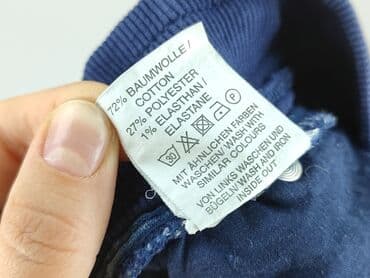 72% BAUMWOLLE/
COTTON
27% POLYESTER
1% ELASTHAN/
ELASTANE
30 P
MIT ÄHNLICHEN FARBEN
WASCHEN/WASH WITH
SIMILAR COLOURS
VON LINKS WASCHEN UND
BÜGELN/WASH AND IRON
INSIDE OUT